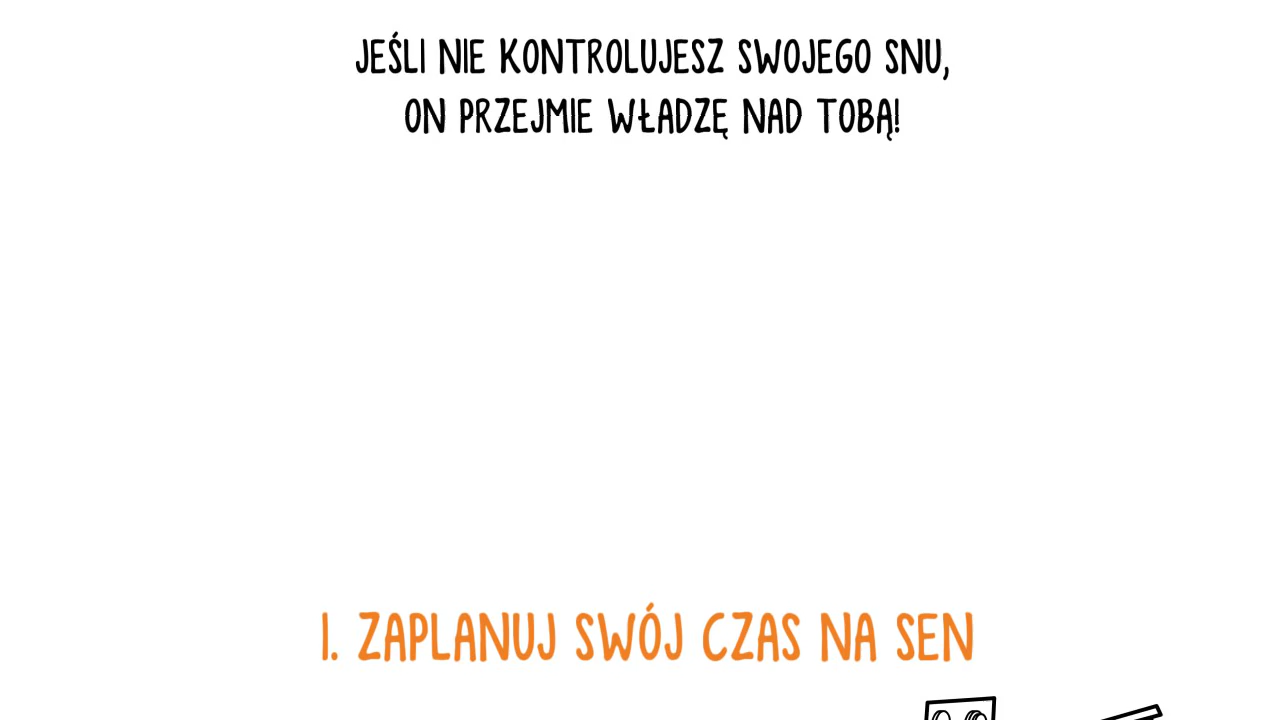 JEŚLI NIE KONTROLUJESZ SWOJEGO SNU,
ON PRZEJMIE WŁADZĘ NAD TOBĄ!
1. ZAPLANUJ SWÓJ CZAS NA SEN